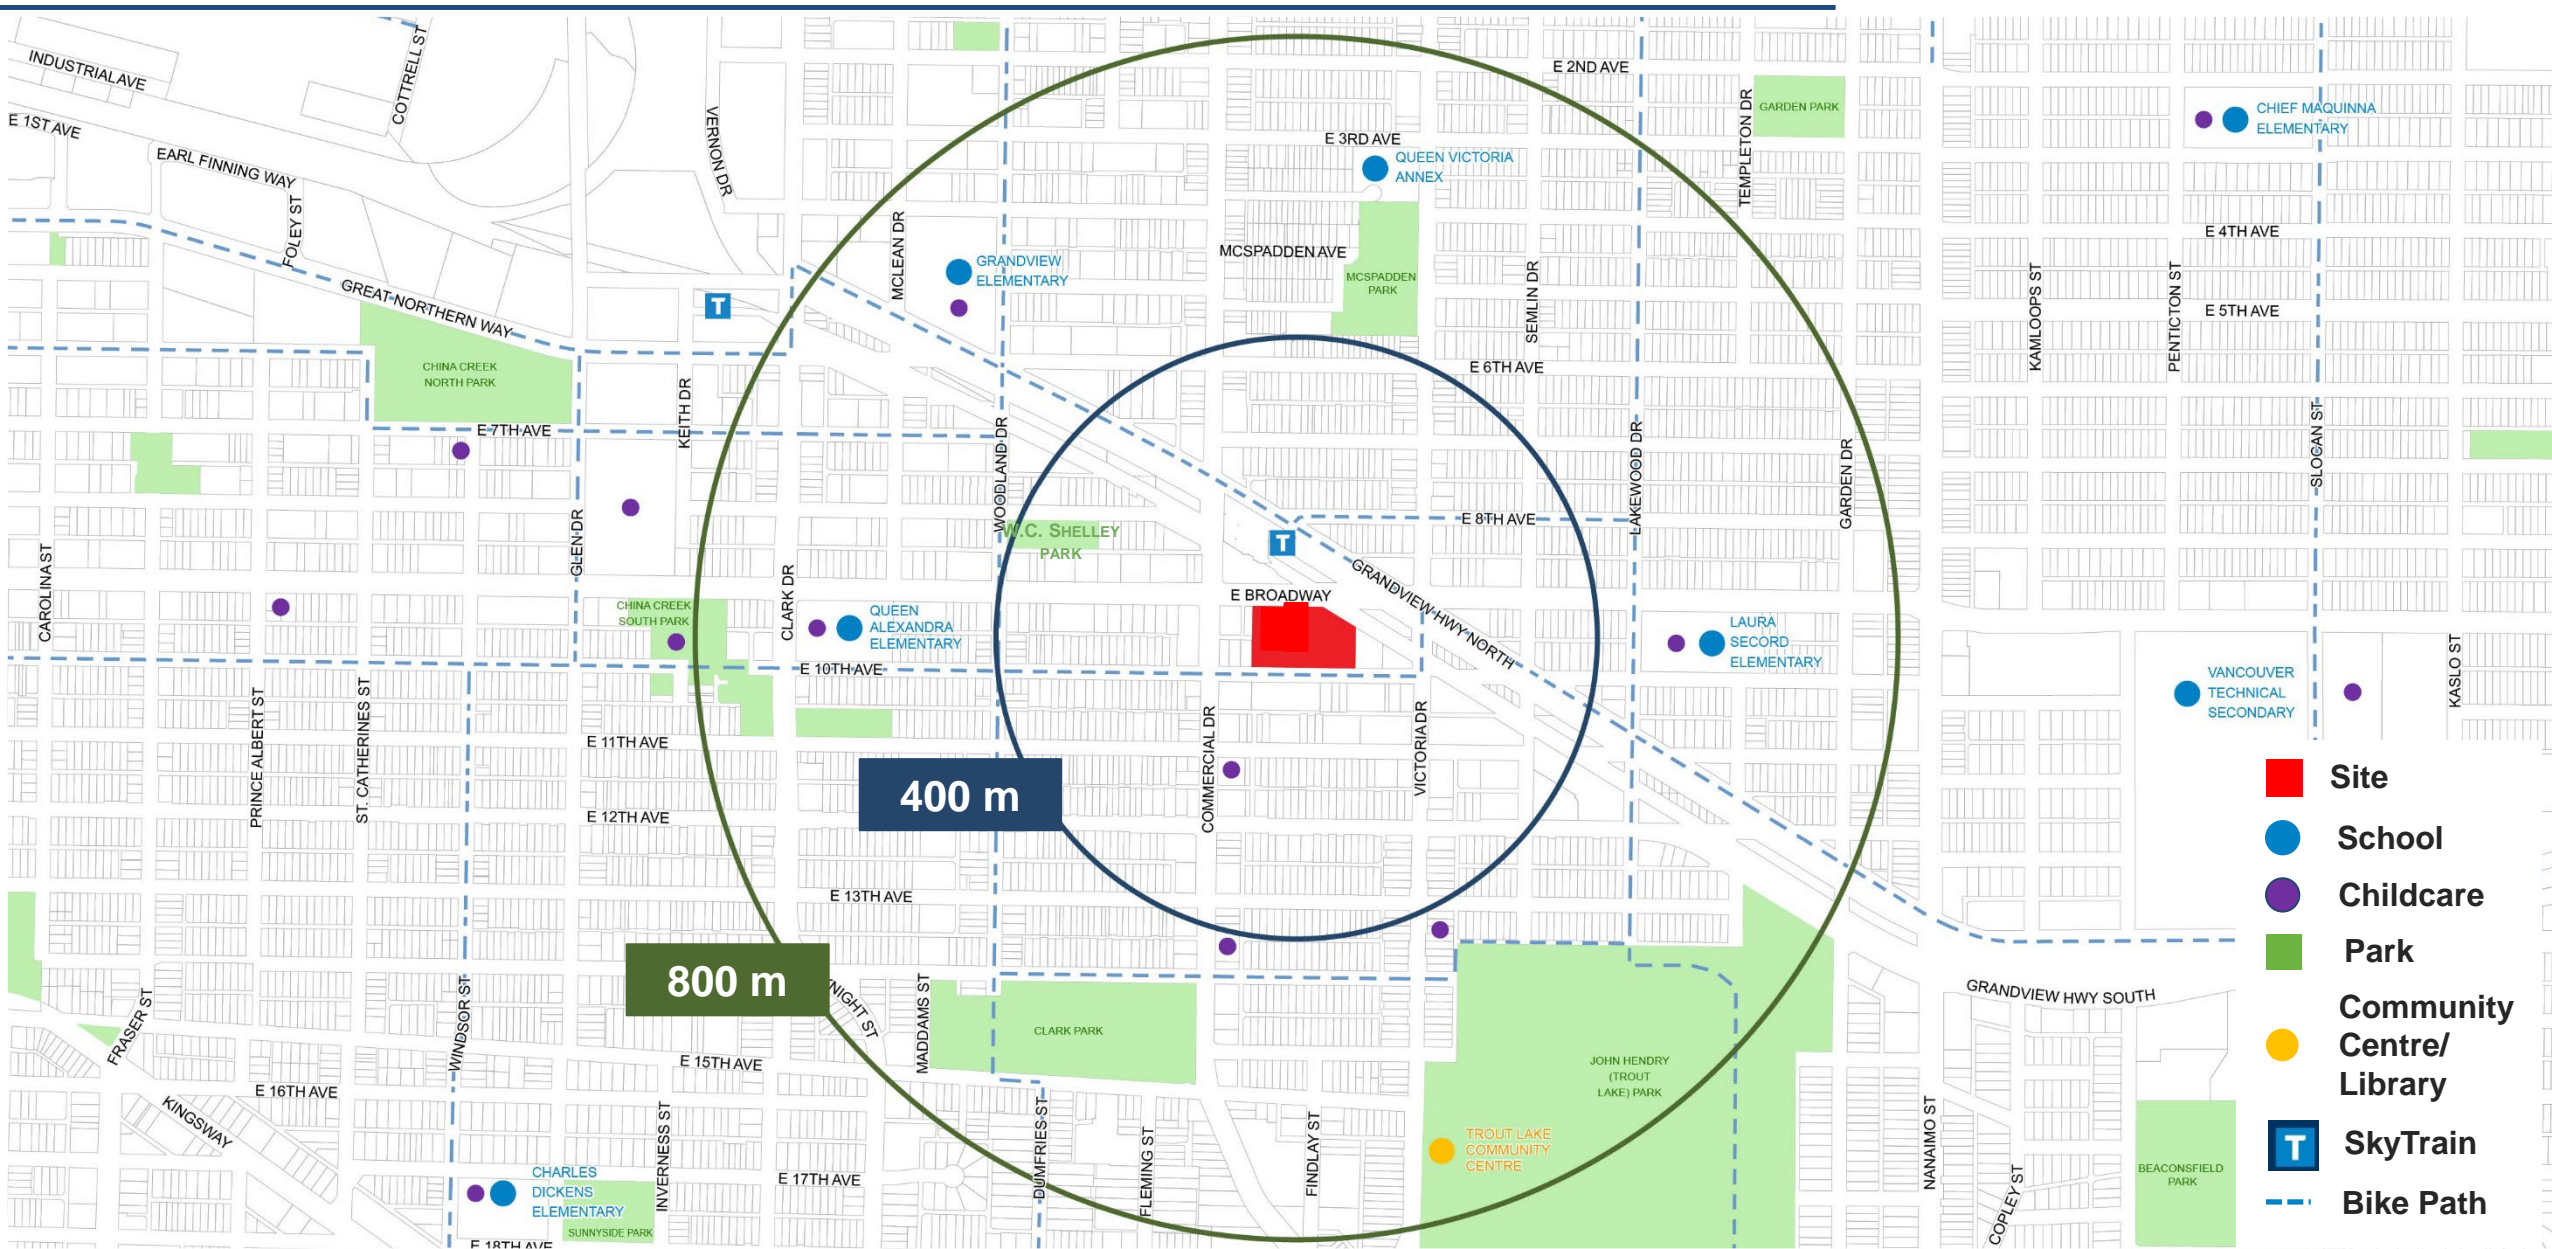 INDUSTRIAL AVE
COTTRELL ST
E 2ND AVE
GARDEN PARK
E 1ST AVE
VERNON DR
TEMPLETON DR
CHIEF MAQUINNA
ELEMENTARY
EARL FINNING WAY
E 3RD AVE
QUEEN VICTORIA
ANNEX
FOLEY ST
MCLEAN DR
GRANDVIEW
ELEMENTARY
MCSPADDEN AVE
MCSPADDEN
PARK
SEMLIN DR
E 4TH AVE
KAMLOOPS ST
PENTICTON ST
E 5TH AVE
GREAT NORTHERN WAY
T
CHINA CREEK
NORTH PARK
KEITH DR
E 6TH AVE
E 7TH AVE
WOODLAND DR
LAKEWOOD DR
GARDEN DR
SLOCAN ST
GLEN DR
W.C. SHELLEY
PARK
E 8TH AVE
T
CAROLINA ST
CLARK DR
CHINA CREEK
SOUTH PARK
QUEEN
ALEXANDRA
ELEMENTARY
E BROADWAY
GRANDVIEW HWY NORTH
LAURA
SECORD
ELEMENTARY
E 10TH AVE
VANCOUVER
TECHNICAL
SECONDARY
KASLO ST
PRINCE ALBERT ST
ST. CATHERINES ST
E 11TH AVE
COMMERCIAL DR
VICTORIA DR
400 m
E 12TH AVE
E 13TH AVE
800 m
KNIGHT ST
MADDAMS ST
CLARK PARK
FRASER ST
WINDSOR ST
E 15TH AVE
E 16TH AVE
KINGSWAY
JOHN HENDRY
(TROUT
LAKE) PARK
GRANDVIEW HWY SOUTH
INVERNESS ST
DUMFRIES ST
FLEMING ST
FINDLAY ST
TROUT LAKE
COMMUNITY
CENTRE
NANAIMO ST
COPLEY ST
BEACONSFIELD
PARK
CHARLES
DICKENS
ELEMENTARY
E 17TH AVE
SUNNYSIDE PARK
E 18TH AVE
Site
School
Childcare
Park
Community
Centre/
Library
T
SkyTrain
Bike Path